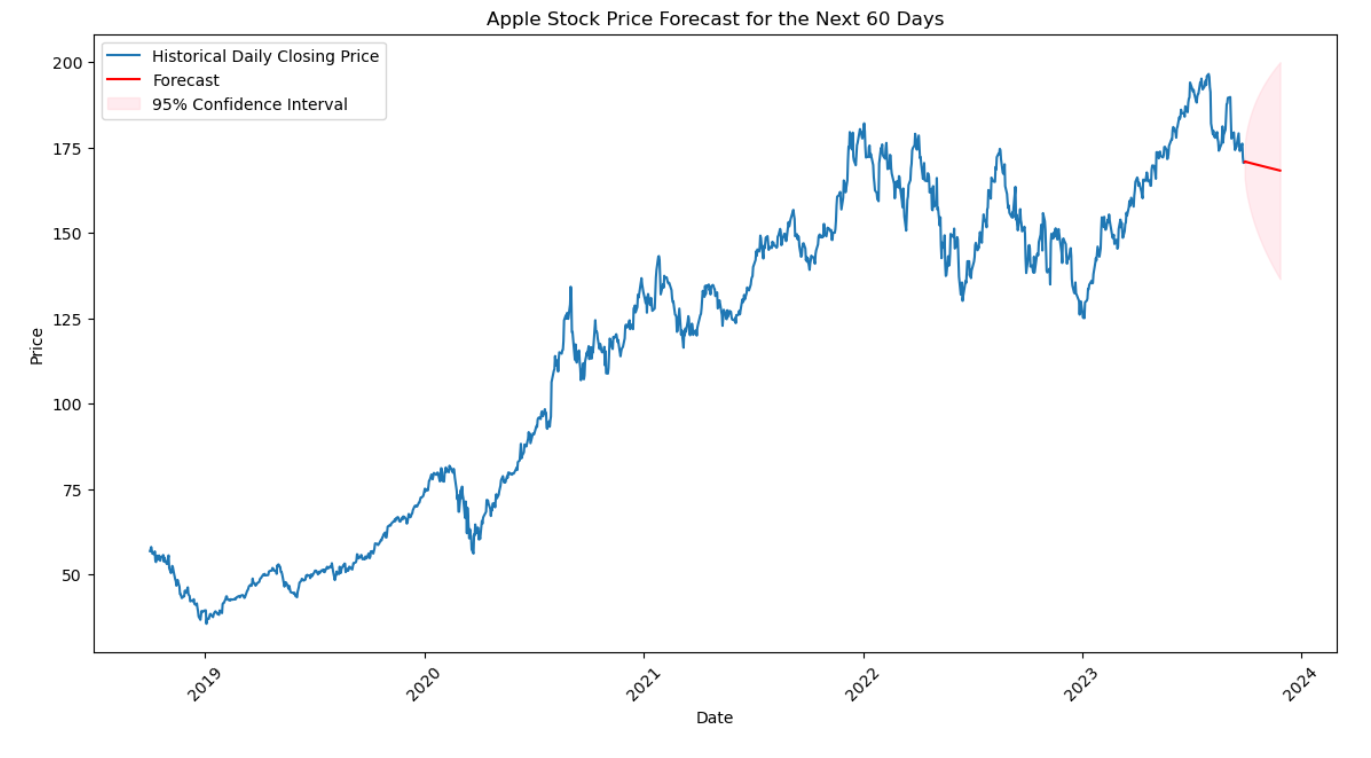 Apple Stock Price Forecast for the Next 60 Days
Historical Daily Closing Price
Forecast
95% Confidence Interval
200
175
150
125
100
75
50
Price
2019
2020
2021
2022
2023
2024
Date